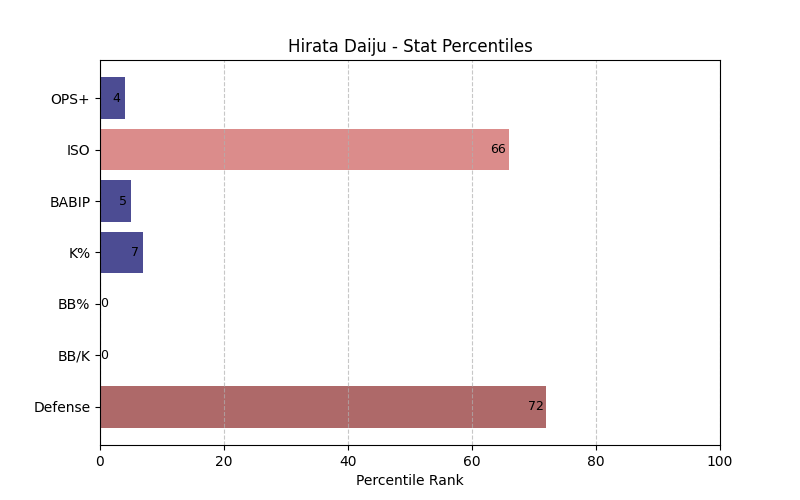 Hirata Daiju - Stat Percentiles
OPS+ 4
ISO 66
BABIP 5
K% 7
BB% 0
BB/K 0
Defense 72
0 20 40 60 80 100
Percentile Rank